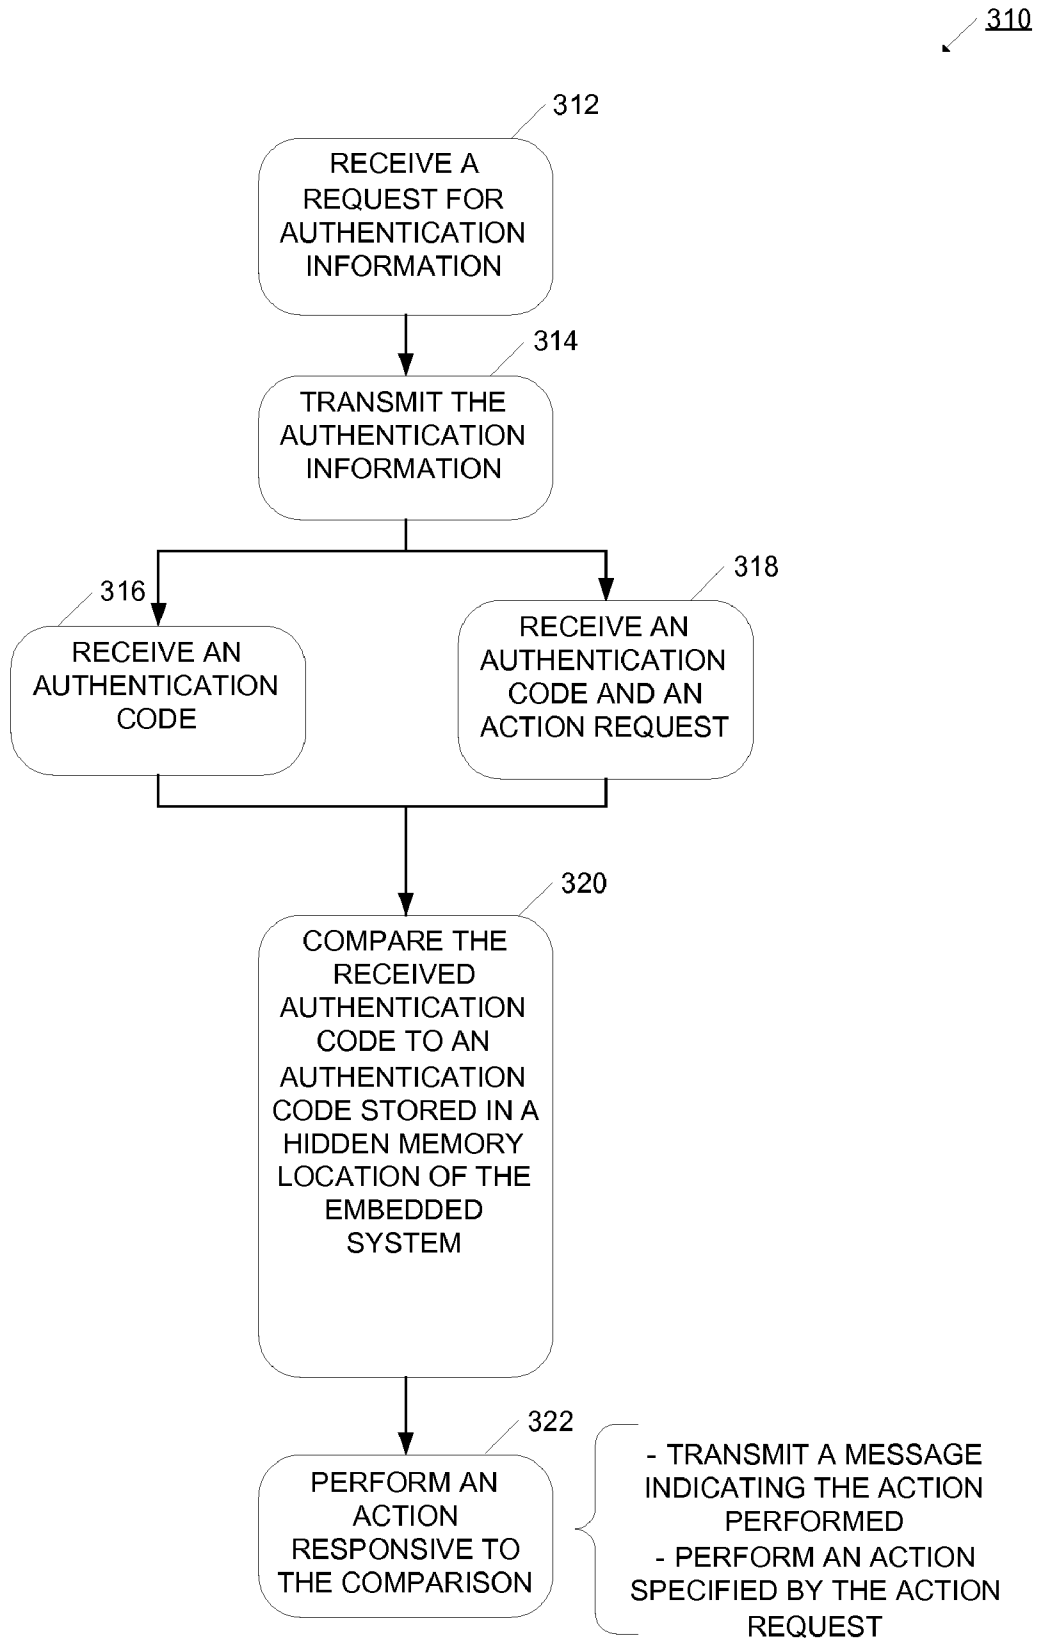 310
312
RECEIVE A
REQUEST FOR
AUTHENTICATION
INFORMATION
314
TRANSMIT THE
AUTHENTICATION
INFORMATION
316
RECEIVE AN
AUTHENTICATION
CODE
318
RECEIVE AN
AUTHENTICATION
CODE AND AN
ACTION REQUEST
320
COMPARE THE
RECEIVED
AUTHENTICATION
CODE TO AN
AUTHENTICATION
CODE STORED IN A
HIDDEN MEMORY
LOCATION OF THE
EMBEDDED
SYSTEM
322
PERFORM AN
ACTION
RESPONSIVE TO
THE COMPARISON
- TRANSMIT A MESSAGE
INDICATING THE ACTION
PERFORMED
- PERFORM AN ACTION
SPECIFIED BY THE ACTION
REQUEST